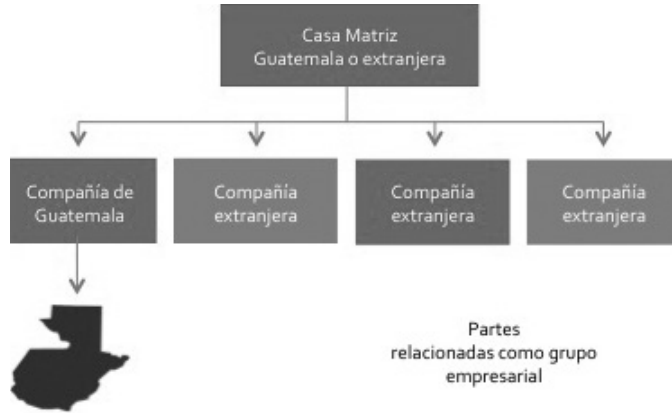 Casa Matriz
Guatemala o extranjera
Compañía de
Guatemala
Compañía
extranjera
Compañía
extranjera
Compañía
extranjera
Partes
relacionadas como grupo
empresarial